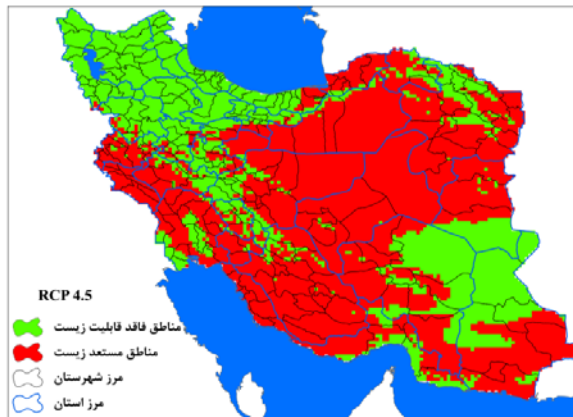 RCP 4.5
مناطق فاقد قابلیت زیست
مناطق مستعد زیست
مرز شهرستان
مرز استان